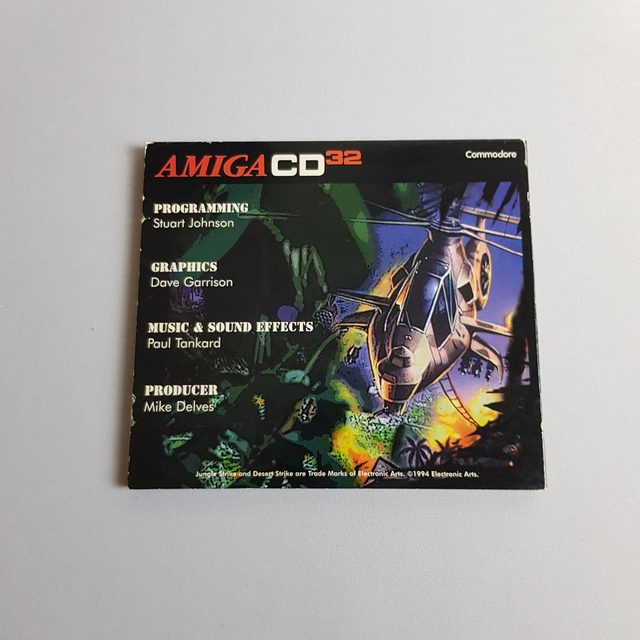 AMIGA CD32
Commodore
PROGRAMMING
Stuart Johnson
GRAPHICS
Dave Garrison
MUSIC & SOUND EFFECTS
Paul Tankard
PRODUCER
Mike Delves
Jungle Strike and Desert Strike are Trade Marks of Electronic Arts. ©1994 Electronic Arts.